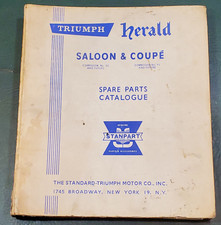 TRIUMPH Herald
SALOON & COUPÉ
SPARE PARTS
CATALOGUE
STANPART
THE STANDARD-TRIUMPH MOTOR CO., INC.
1745 BROADWAY, NEW YORK 19, N.Y.